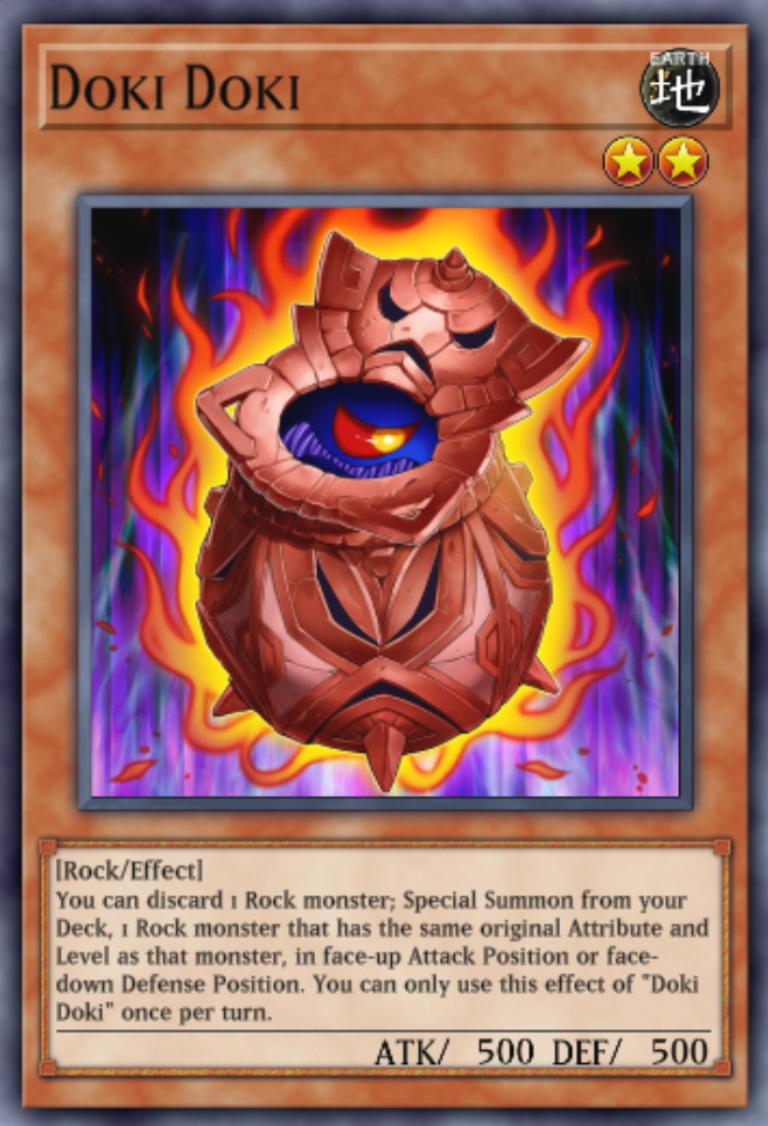 Doki Doki
EARTH
地
[Rock/Effect]
You can discard 1 Rock monster; Special Summon from your
Deck, 1 Rock monster that has the same original Attribute and
Level as that monster, in face-up Attack Position or face-
down Defense Position. You can only use this effect of "Doki
Doki" once per turn.
ATK/ 500 DEF/ 500